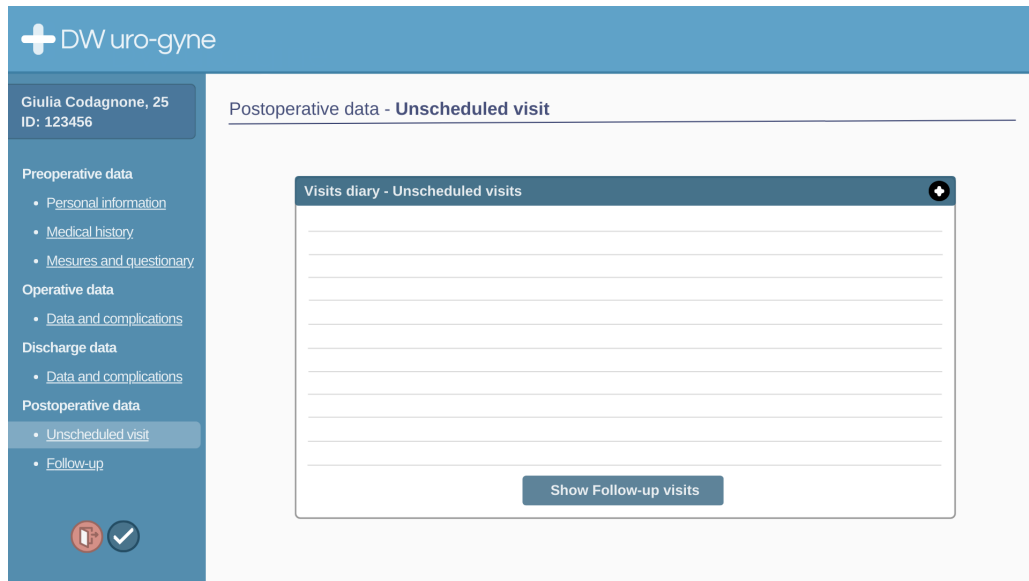 DW uro-gyne
Giulia Codagnone, 25
ID: 123456
Preoperative data
• Personal information
• Medical history
• Mesures and questionary
Operative data
• Data and complications
Discharge data
• Data and complications
Postoperative data
• Unscheduled visit
• Follow-up
Postoperative data - Unscheduled visit
Visits diary - Unscheduled visits
Show Follow-up visits